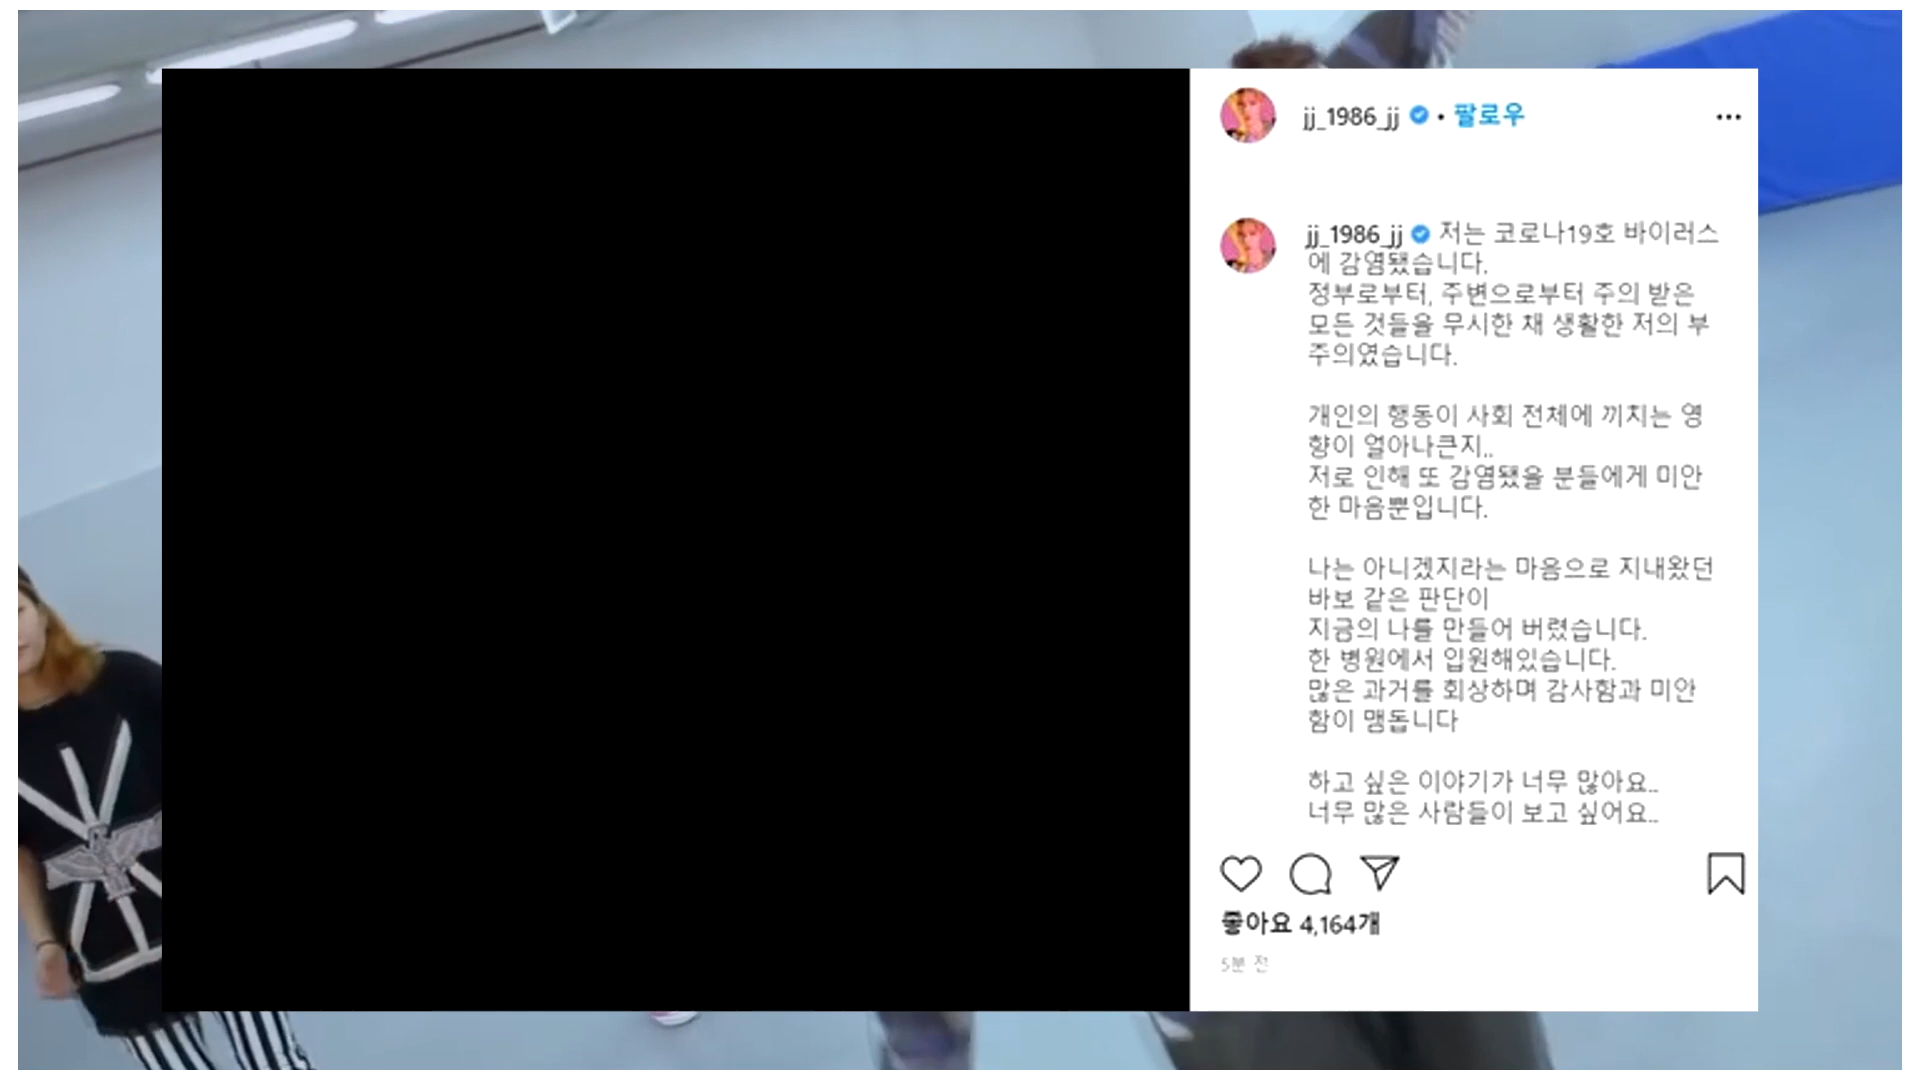 jj_1986_jj • 팔로우
jj_1986_jj 저는 코로나19호 바이러스
에 감염됐습니다.
정부로부터, 주변으로부터 주의 받은
모든 것들을 무시한 채 생활한 저의 부
주의였습니다.
개인의 행동이 사회 전체에 끼치는 영
향이 얼아나큰지..
저로 인해 또 감염됐을 분들에게 미안
한 마음뿐입니다.
나는 아니겠지라는 마음으로 지내왔던
바보 같은 판단이
지금의 나를 만들어 버렸습니다.
한 병원에서 입원해있습니다.
많은 과거를 회상하며 감사함과 미안
함이 맴돕니다
하고 싶은 이야기가 너무 많아요..
너무 많은 사람들이 보고 싶어요..
좋아요 4,164개
5분 전